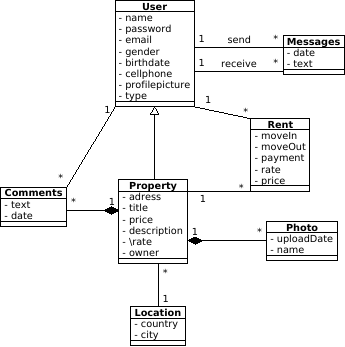 User
- name
- password
- email
- gender
- birthdate
- cellphone
- profilepicture
- type
1 send *
1 receive *
Messages
- date
- text
1
1
*
*
Rent
- moveIn
- moveOut
- payment
- rate
- price
Comments
- text
- date
* 1
Property
- adress
- title
- price
- description
- \rate
- owner
1 *
1 *
Photo
- uploadDate
- name
*
1
Location
- country
- city